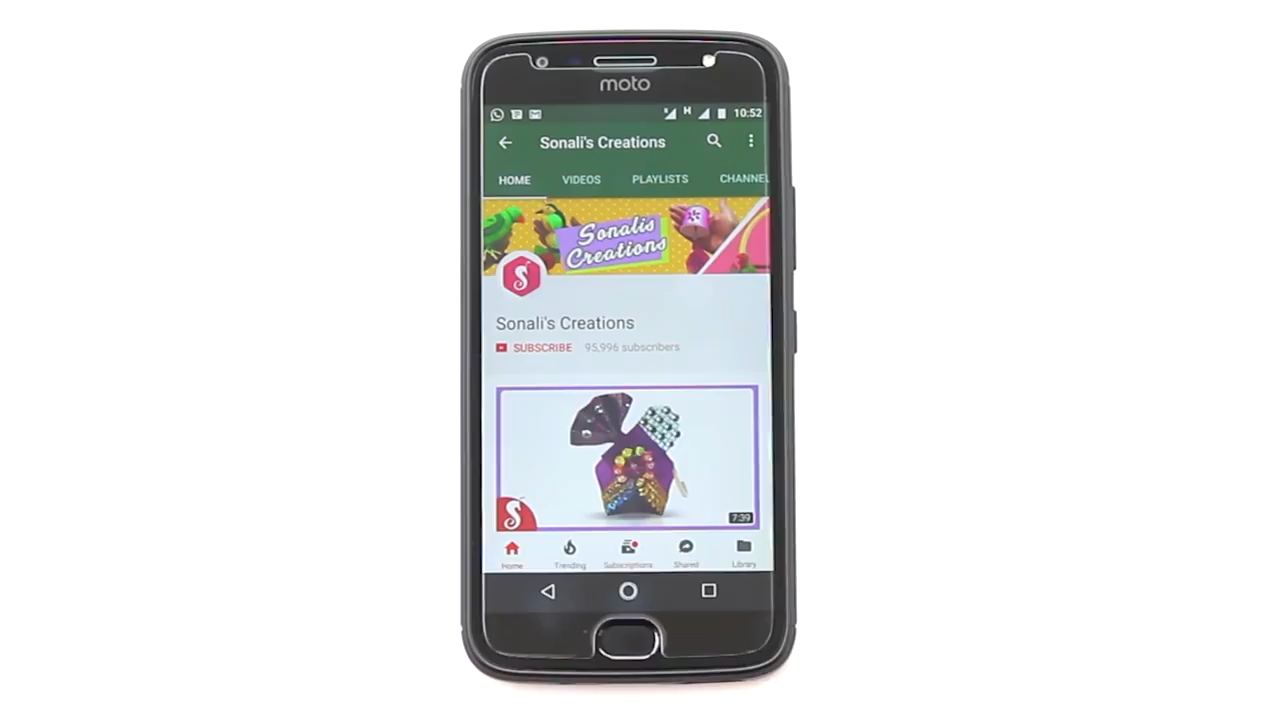 moto
H 10:52
Sonali's Creations
HOME VIDEOS PLAYLISTS CHANNEL
Sonalis
Creations
S
Sonali's Creations
SUBSCRIBE 95,996 subscribers
S
7:39
Home Trending Subscriptions Shared Library